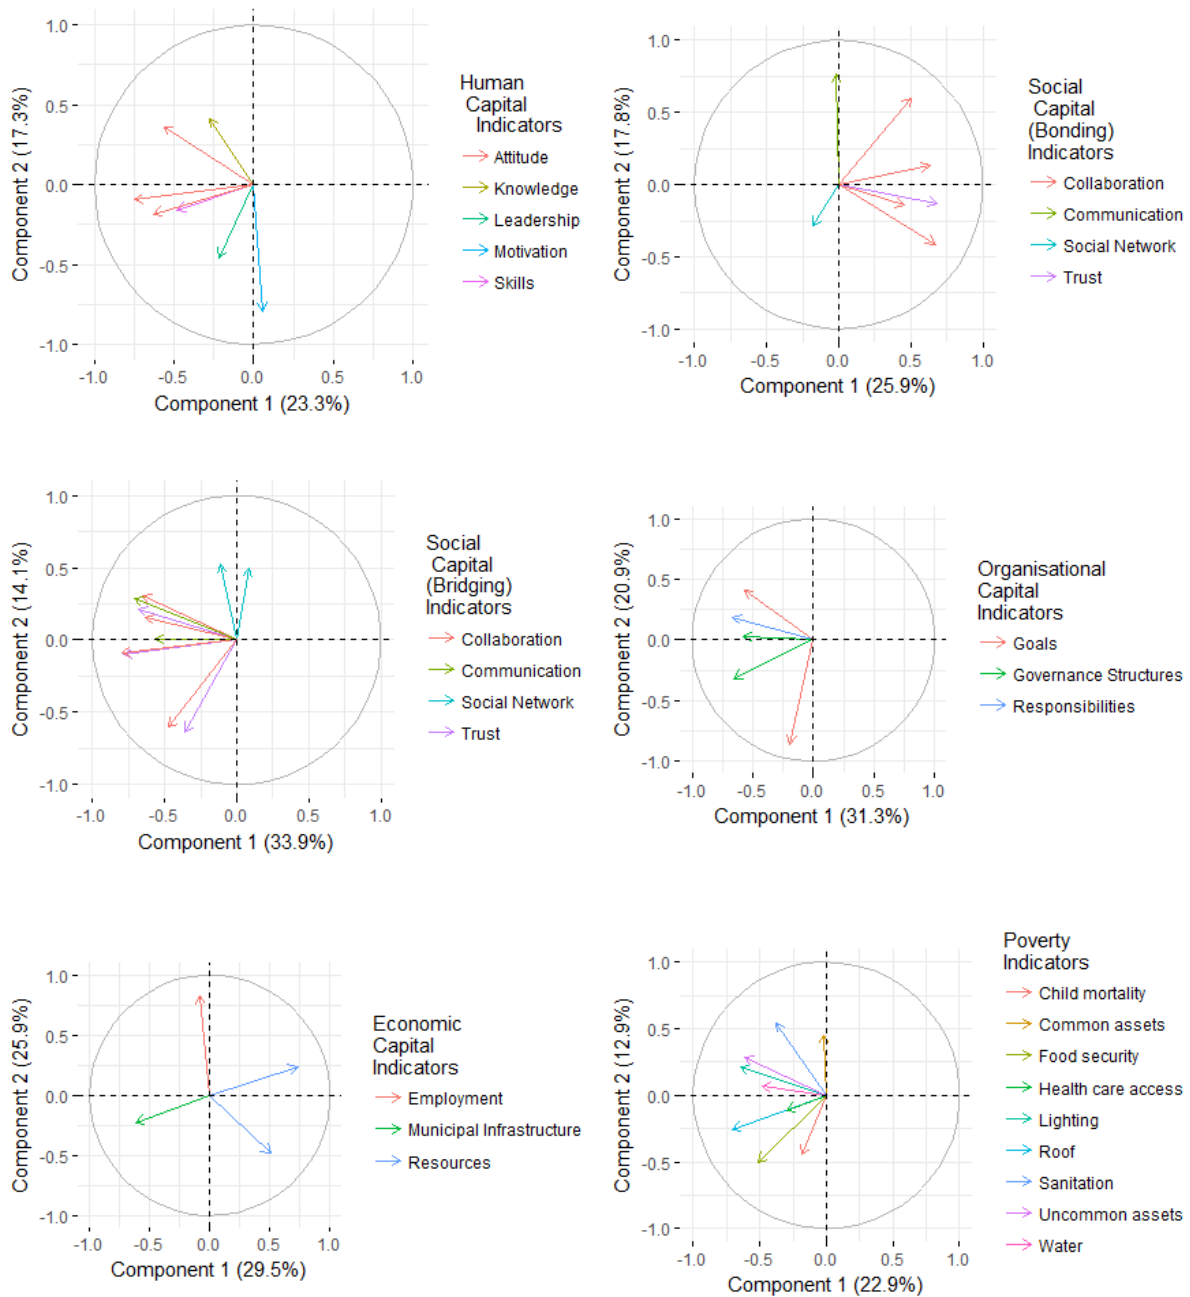 1.0
0.5
0.0
-0.5
-1.0
Component 2 (17.3%)
-1.0 -0.5 0.0 0.5 1.0
Component 1 (23.3%)
Human
Capital
Indicators
Attitude
Knowledge
Leadership
Motivation
Skills
1.0
0.5
0.0
-0.5
-1.0
Component 2 (17.8%)
-1.0 -0.5 0.0 0.5 1.0
Component 1 (25.9%)
Social
Capital
(Bonding)
Indicators
Collaboration
Communication
Social Network
Trust
1.0
0.5
0.0
-0.5
-1.0
Component 2 (14.1%)
-1.0 -0.5 0.0 0.5 1.0
Component 1 (33.9%)
Social
Capital
(Bridging)
Indicators
Collaboration
Communication
Social Network
Trust
1.0
0.5
0.0
-0.5
-1.0
Component 2 (20.9%)
-1.0 -0.5 0.0 0.5 1.0
Component 1 (31.3%)
Organisational
Capital
Indicators
Goals
Governance Structures
Responsibilities
1.0
0.5
0.0
-0.5
-1.0
Component 2 (25.9%)
-1.0 -0.5 0.0 0.5 1.0
Component 1 (29.5%)
Economic
Capital
Indicators
Employment
Municipal Infrastructure
Resources
1.0
0.5
0.0
-0.5
-1.0
Component 2 (12.9%)
-1.0 -0.5 0.0 0.5 1.0
Component 1 (22.9%)
Poverty
Indicators
Child mortality
Common assets
Food security
Health care access
Lighting
Roof
Sanitation
Uncommon assets
Water